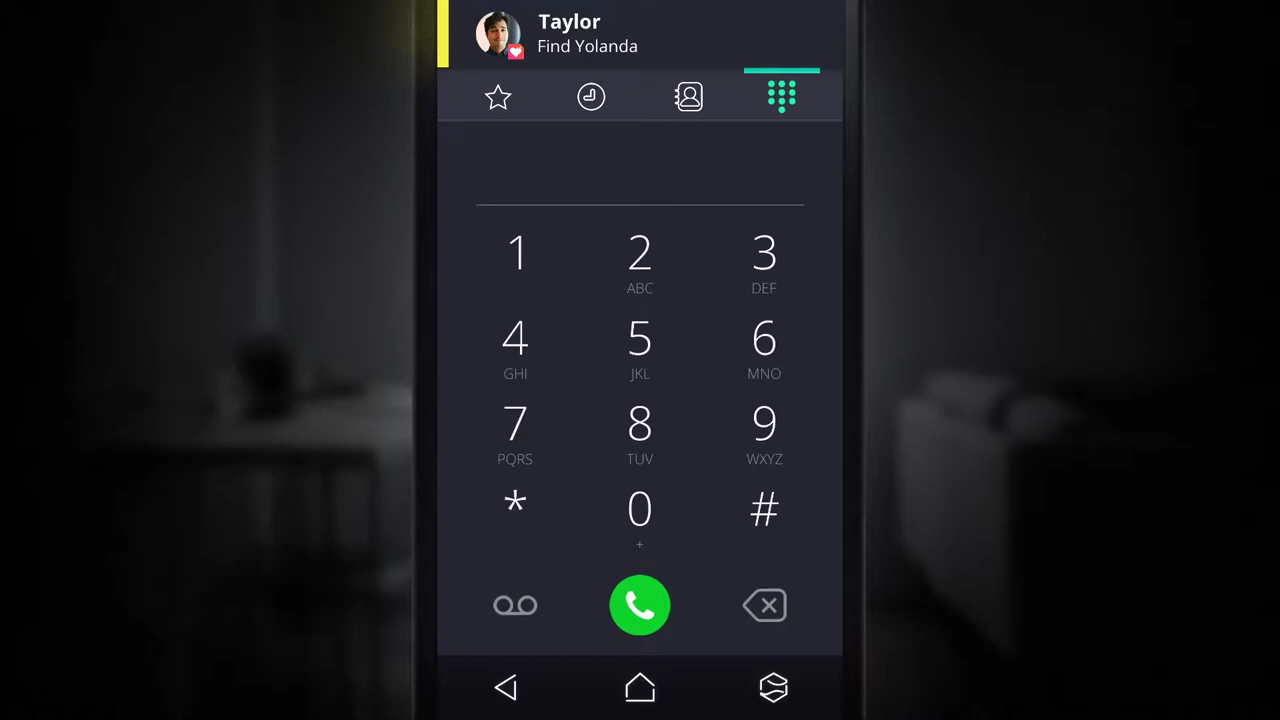 Taylor
Find Yolanda
1 2 3
ABC DEF
4 5 6
GHI JKL MNO
7 8 9
PQRS TUV WXYZ
* 0 #
+